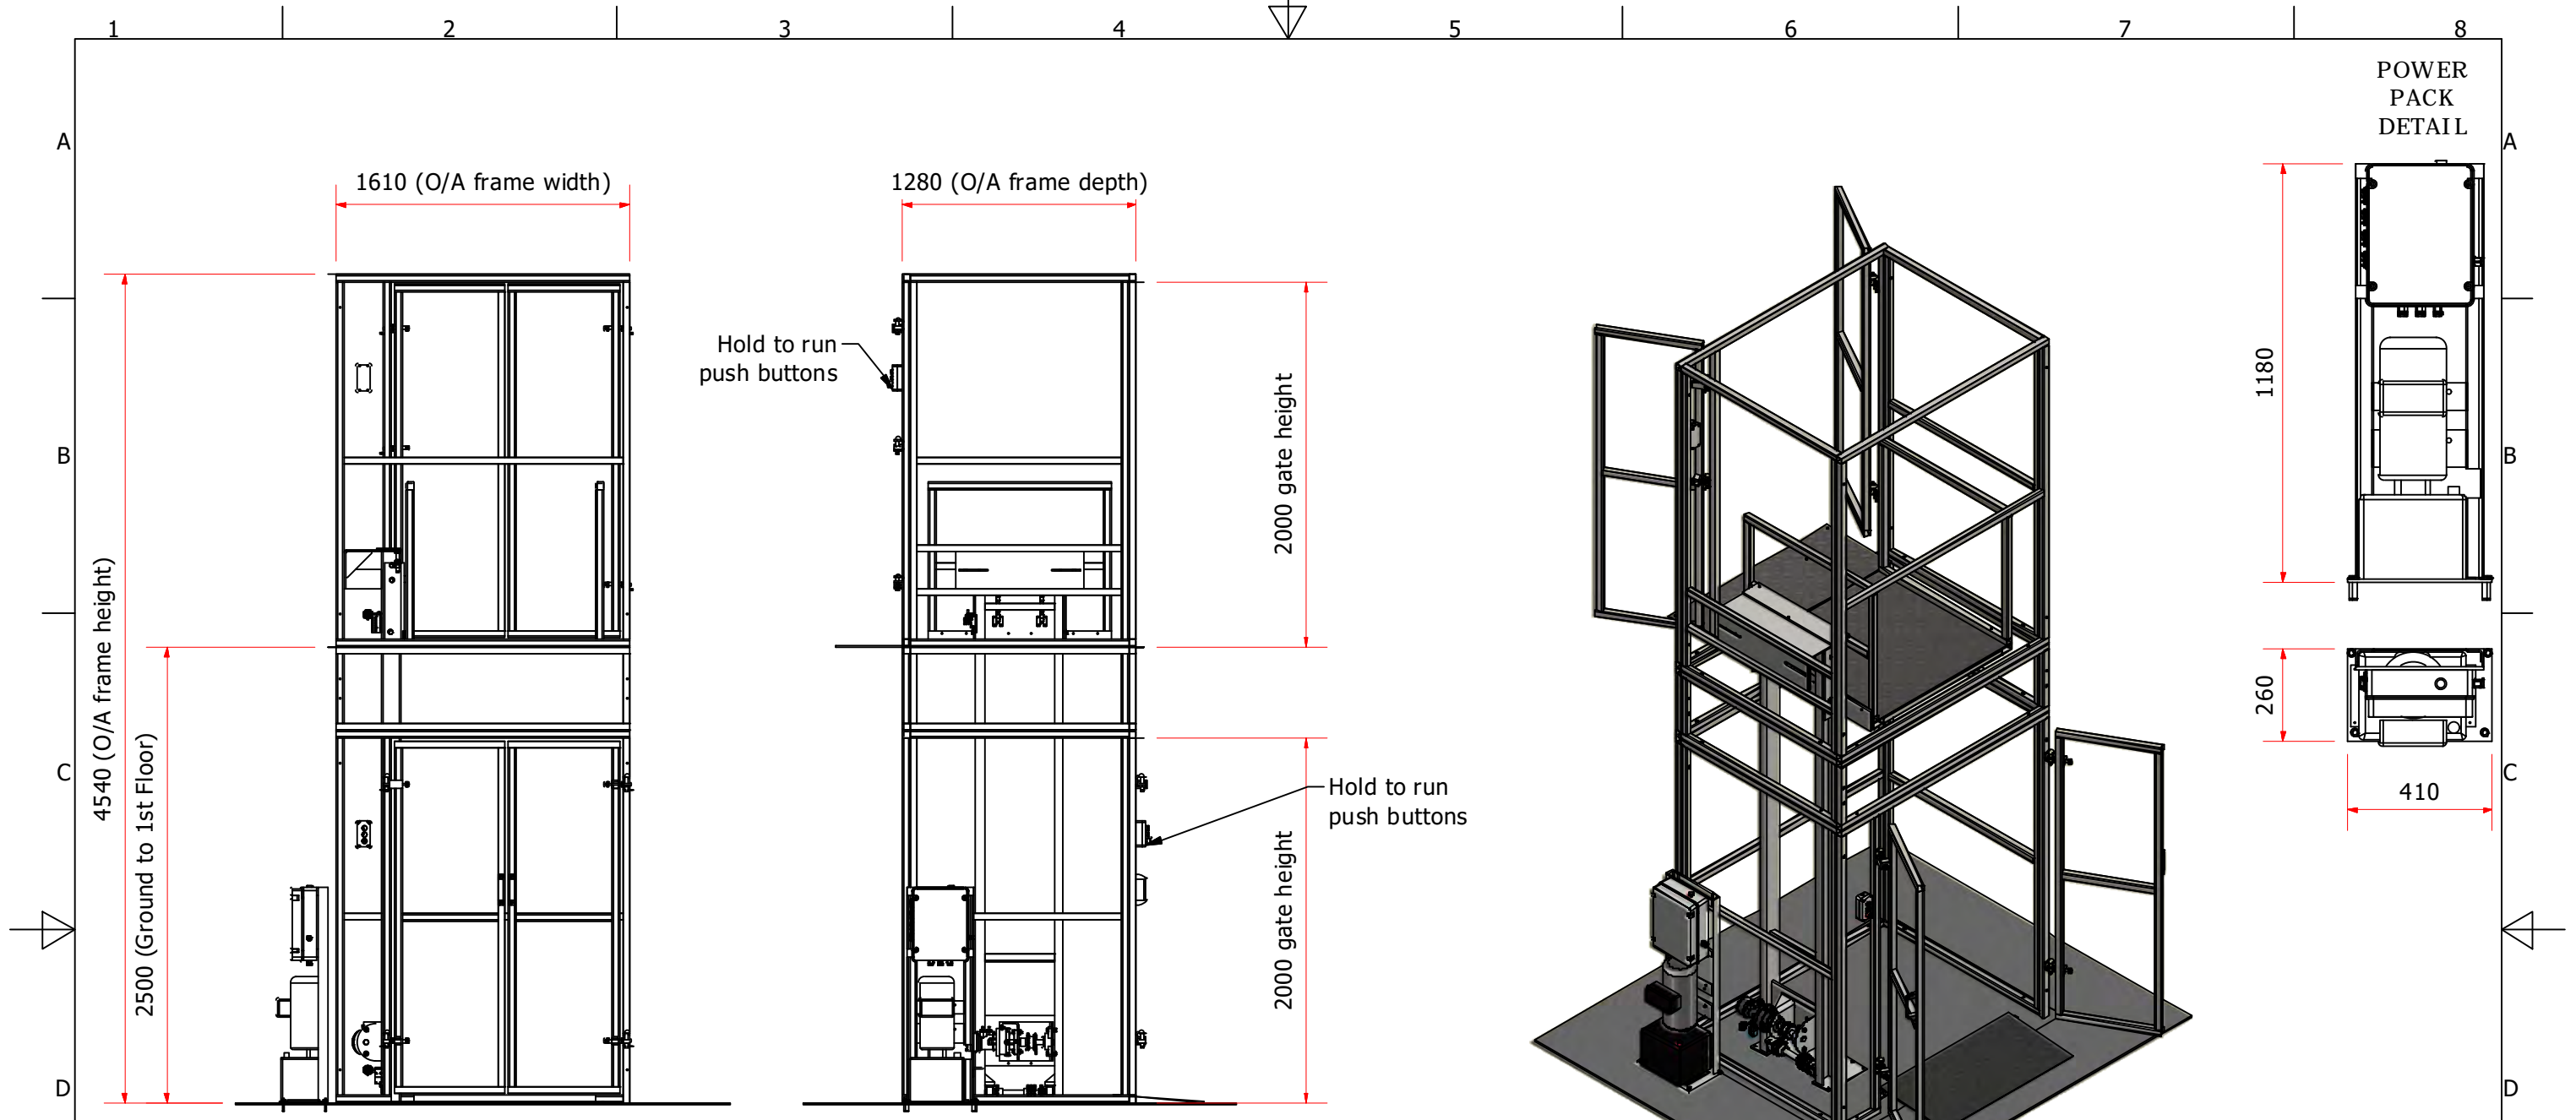 1 2 3 4 5 6 7 8
POWER
PACK
DETAIL
A A
1610 (O/A frame width) 1280 (O/A frame depth)
Hold to run
push buttons
2000 gate height
1180
B B
4540 (O/A frame height)
2500 (Ground to 1st Floor)
260
C C
410
Hold to run
push buttons
2000 gate height
D D